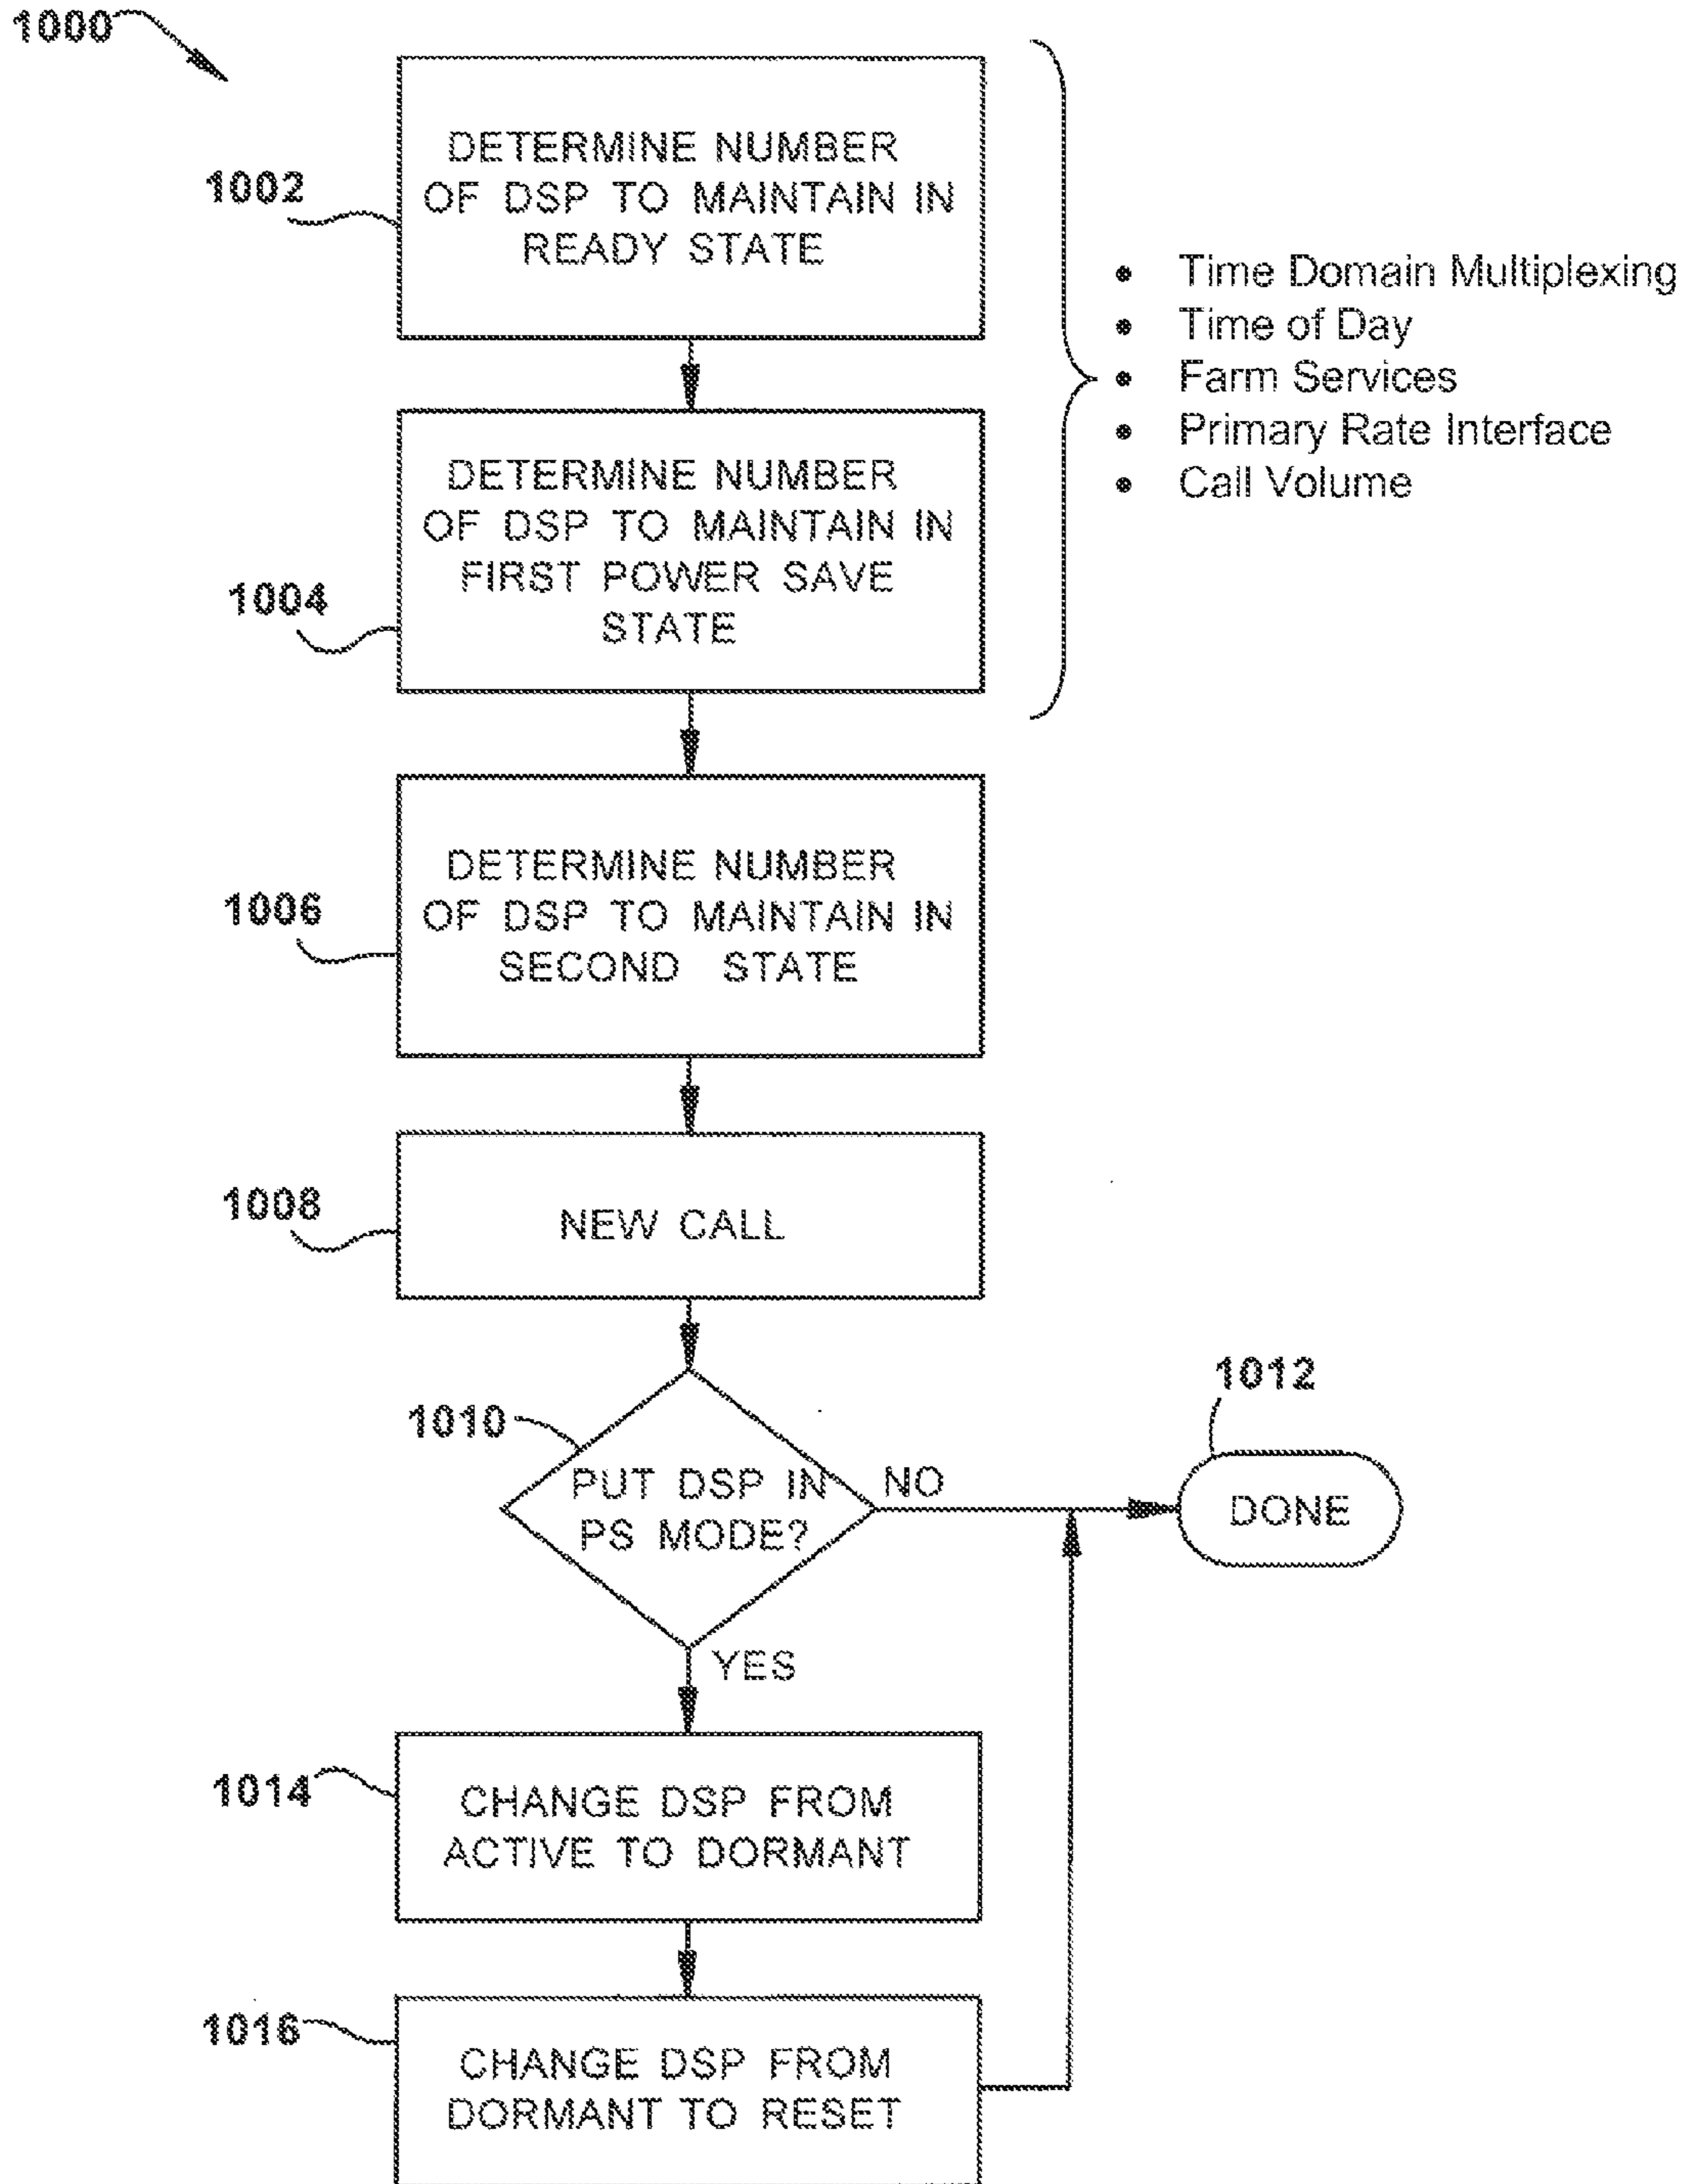 1000
DETERMINE NUMBER
OF DSP TO MAINTAIN IN
READY STATE
1002
• Time Domain Multiplexing
• Time of Day
• Farm Services
• Primary Rate Interface
• Call Volume
DETERMINE NUMBER
OF DSP TO MAINTAIN IN
FIRST POWER SAVE
STATE
1004
DETERMINE NUMBER
OF DSP TO MAINTAIN IN
SECOND STATE
1006
NEW CALL
1008
1010
PUT DSP IN
PS MODE?
NO
1012
DONE
YES
1014
CHANGE DSP FROM
ACTIVE TO DORMANT
1016
CHANGE DSP FROM
DORMANT TO RESET